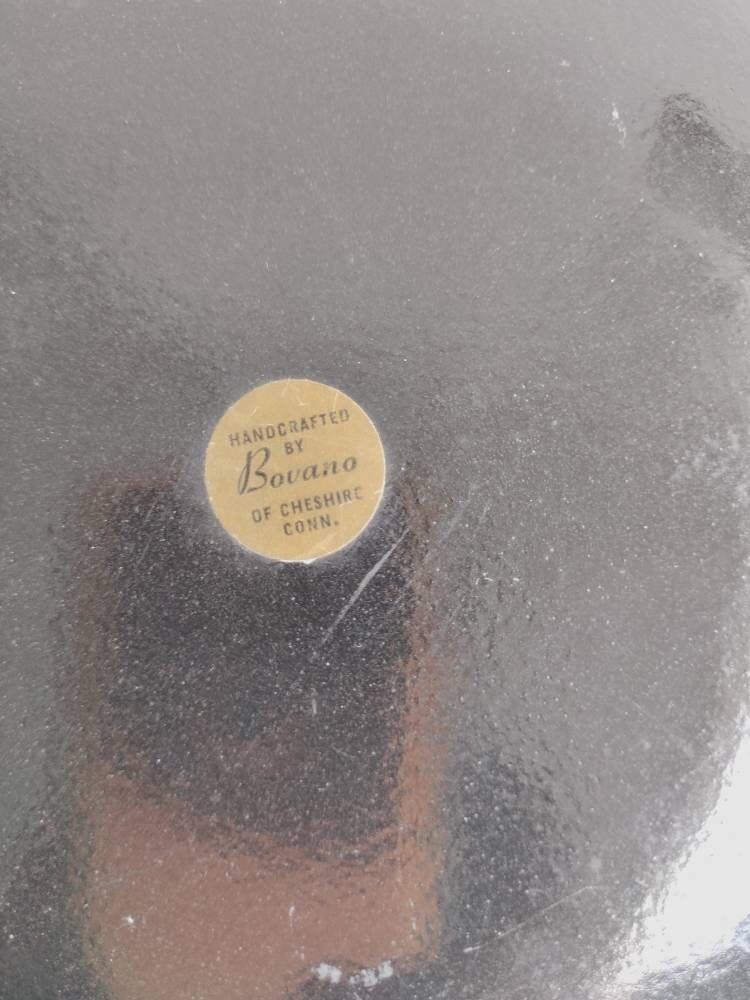 HANDCRAFTED
BY
Bovano
OF CHESHIRE
CONN.